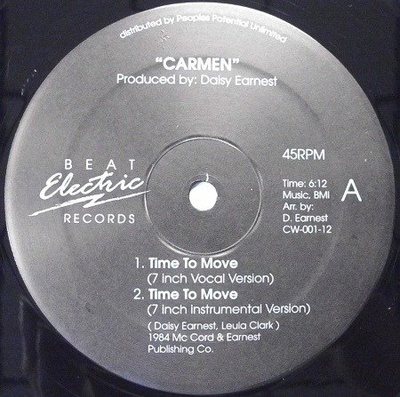 distributed by Peoples Potential Unlimited
"CARMEN"
Produced by: Daisy Earnest
BEAT
Electric
RECORDS
45RPM
Time: 6:12
Music, BMI
Arr. by:
D. Earnest
CW-001-12
A
1. Time To Move
(7 inch Vocal Version)
2. Time To Move
(7 inch Instrumental Version)
( Daisy Earnest, Leula Clark )
1984 Mc Cord & Earnest
Publishing Co.